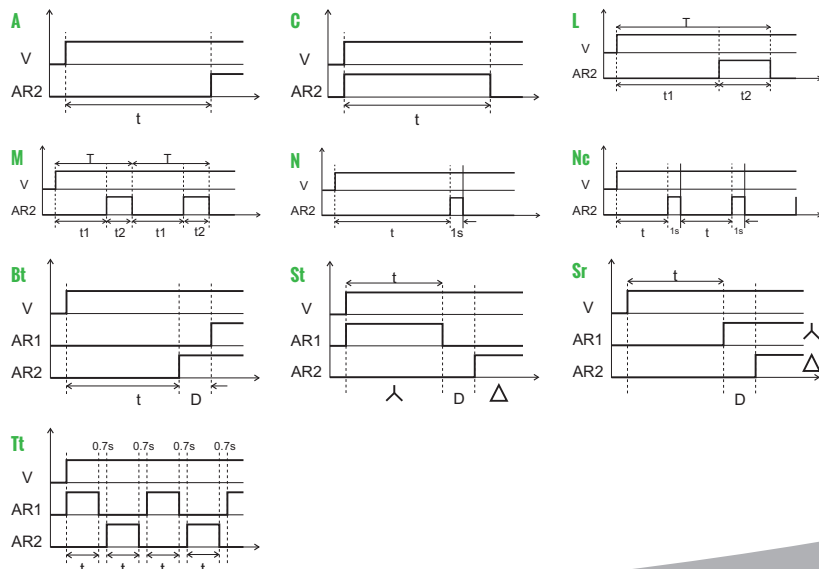 A
V
AR2
t
C
V
AR2
t
L
T
V
AR2
t1 t2
M
T T
V
AR2
t1 t2 t1 t2
N
V
AR2
t 1s
Nc
V
AR2
t 1s t 1s
Bt
V
AR1
AR2
t D
St
t
V
AR1
AR2
D
Sr
t
V
AR1
AR2
D
Tt
0.7s 0.7s 0.7s 0.7s
V
AR1
AR2
t t t t